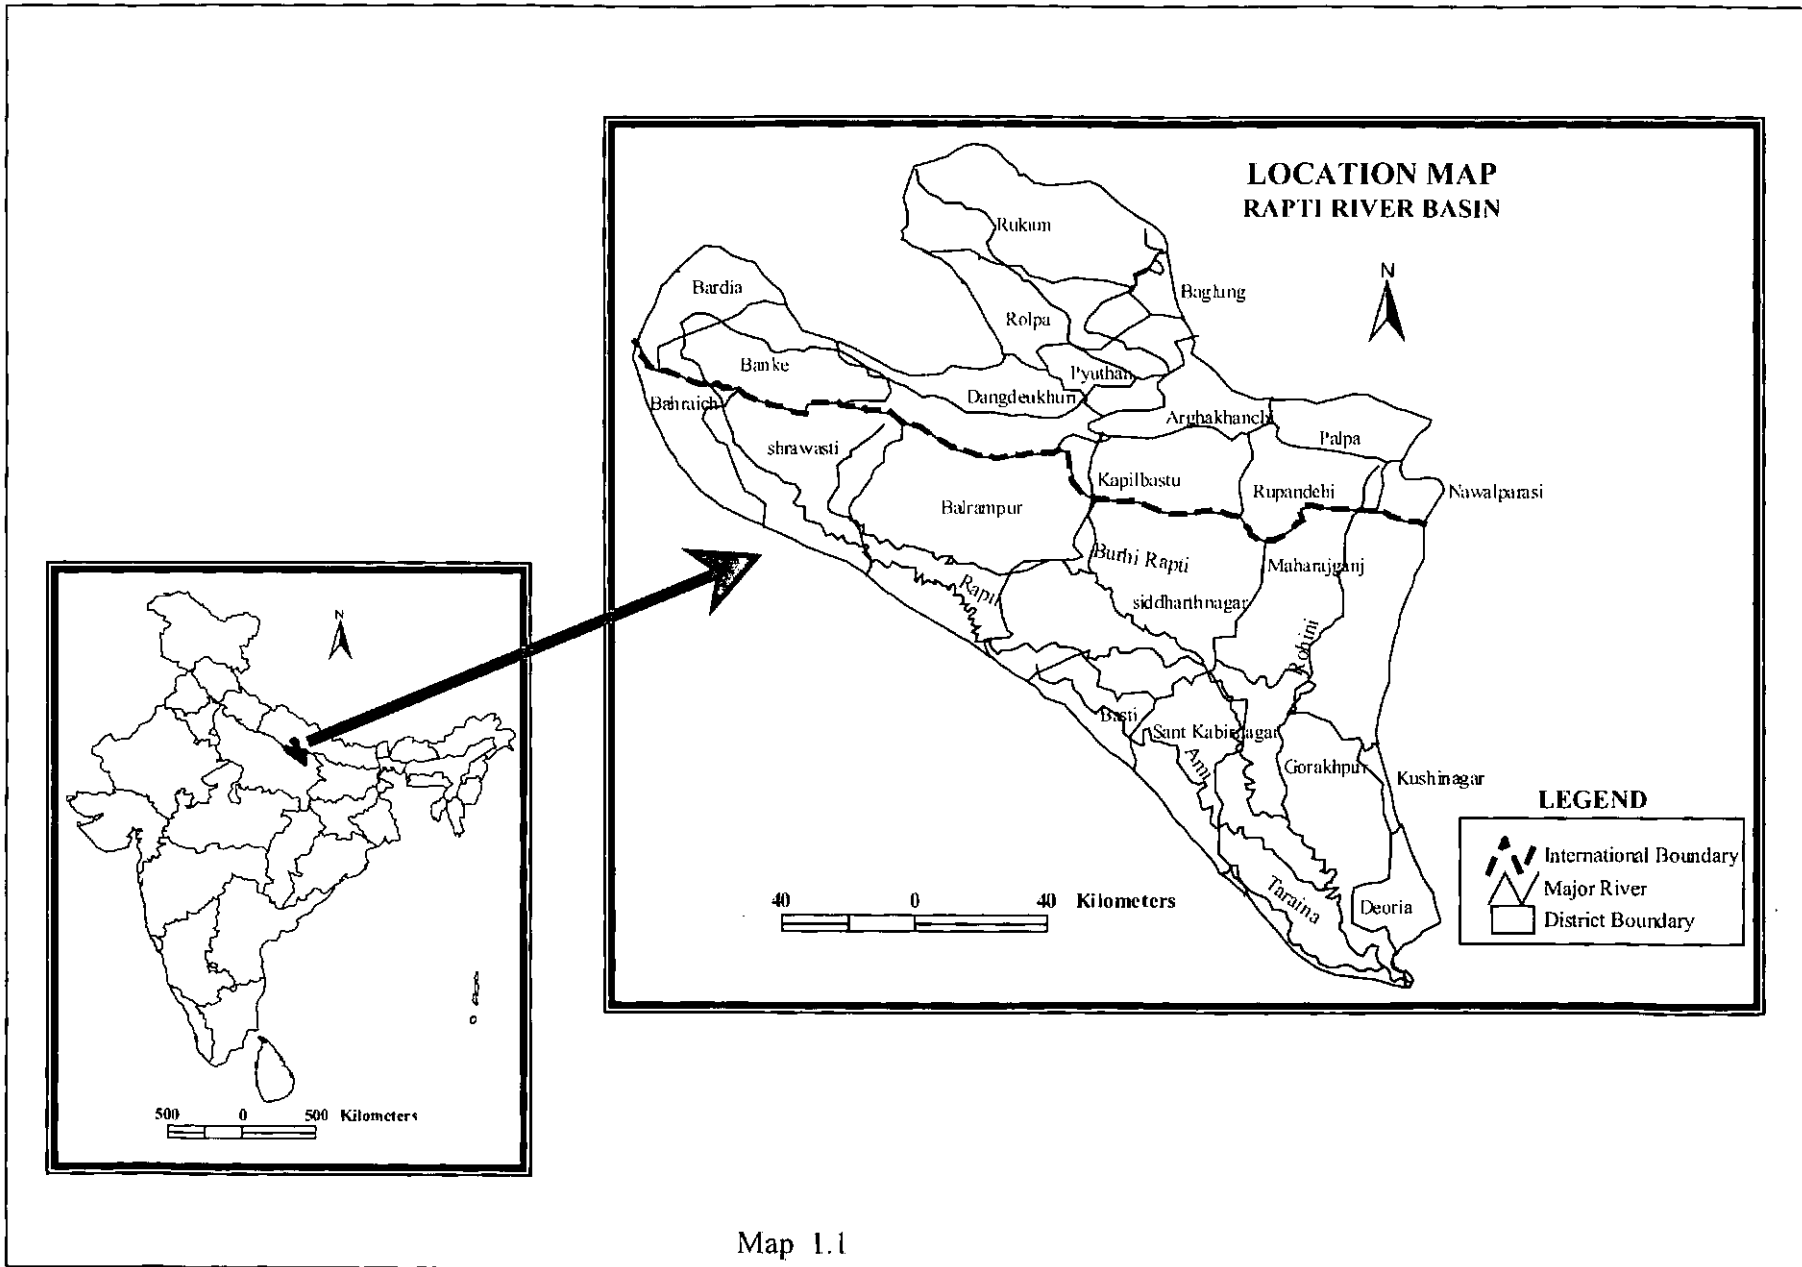 LOCATION MAP
RAPTI RIVER BASIN
N
Rukum
Baglung
Bardia
Rolpa
Banke
Pyuthan
Dangdeukhuri
Bahraich
Arghakhanchi
Palpa
shrawasti
Kapilbastu
Rupandehi
Nawalparasi
Balrampur
Burhi Rapti
Maharajganj
Rapti
siddharthnagar
Rohini
Basti
Sant Kabirnagar
Ami
Gorakhpur
Kushinagar
Taraina
Deoria
LEGEND
International Boundary
Major River
District Boundary
40 0 40 Kilometers
N
500 0 500 Kilometers
Map 1.1